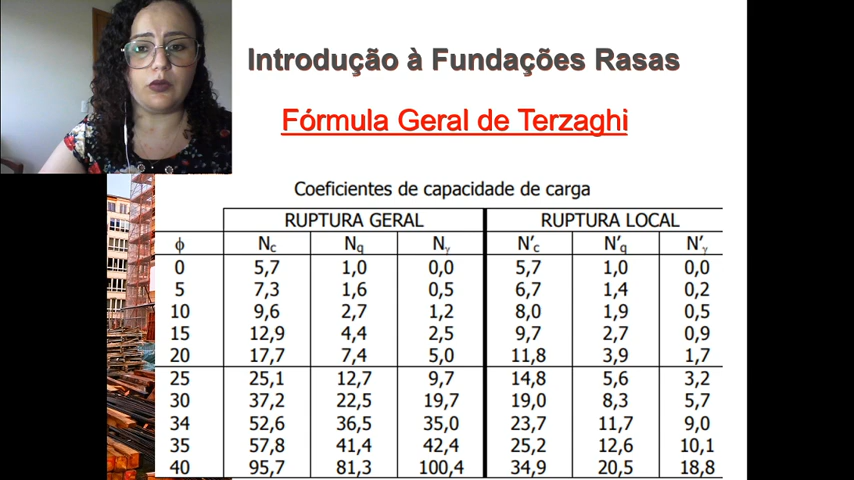 Introdução à Fundações Rasas
Fórmula Geral de Terzaghi
Coeficientes de capacidade de carga
RUPTURA GERAL RUPTURA LOCAL
ϕ Nc Nq Nγ N’c N’q N’γ
0 5,7 1,0 0,0 5,7 1,0 0,0
5 7,3 1,6 0,5 6,7 1,4 0,2
10 9,6 2,7 1,2 8,0 1,9 0,5
15 12,9 4,4 2,5 9,7 2,7 0,9
20 17,7 7,4 5,0 11,8 3,9 1,7
25 25,1 12,7 9,7 14,8 5,6 3,2
30 37,2 22,5 19,7 19,0 8,3 5,7
34 52,6 36,5 35,0 23,7 11,7 9,0
35 57,8 41,4 42,4 25,2 12,6 10,1
40 95,7 81,3 100,4 34,9 20,5 18,8